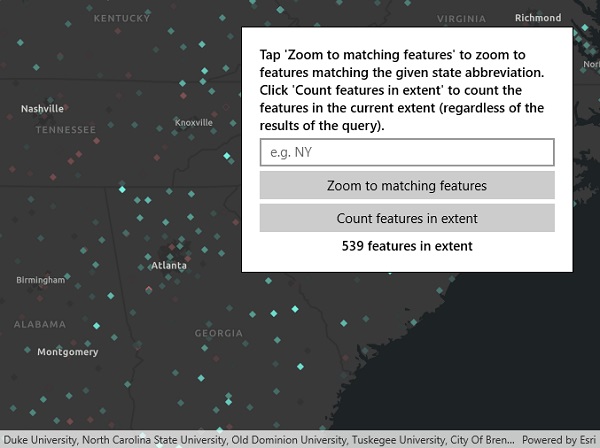 KENTUCKY
VIRGINIA
Richmond
Tap 'Zoom to matching features' to zoom to
features matching the given state abbreviation.
Click 'Count features in extent' to count the
features in the current extent (regardless of the
results of the query).
e.g. NY
Zoom to matching features
Count features in extent
539 features in extent
Nor
Nashville
Knoxville
TENNESSEE
Atlanta
Birmingham
ALABAMA
GEORGIA
Montgomery
Duke University, North Carolina State University, Old Dominion University, Tuskegee University, City Of Bren... Powered by Esri